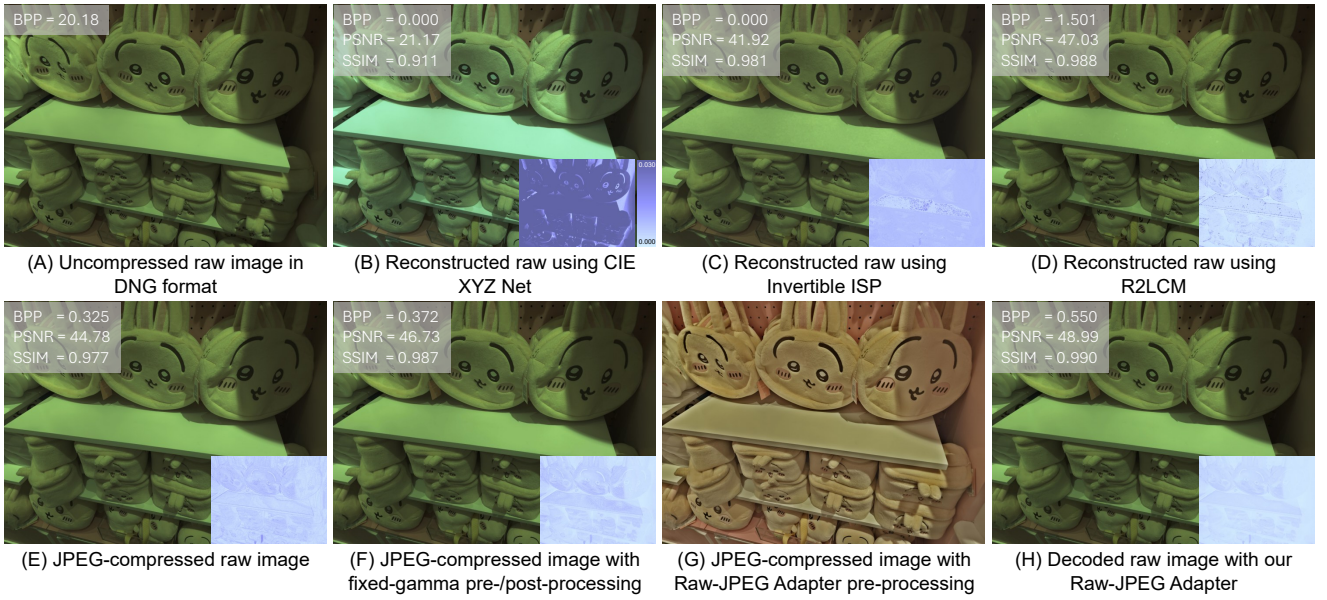 BPP = 20.18
BPP = 0.000
PSNR = 21.17
SSIM = 0.911
0.030
0.000
BPP = 0.000
PSNR = 41.92
SSIM = 0.981
BPP = 1.501
PSNR = 47.03
SSIM = 0.988
(A) Uncompressed raw image in
DNG format
(B) Reconstructed raw using CIE
XYZ Net
(C) Reconstructed raw using
Invertible ISP
(D) Reconstructed raw using
R2LCM
BPP = 0.325
PSNR = 44.78
SSIM = 0.977
BPP = 0.372
PSNR = 46.73
SSIM = 0.987
BPP = 0.550
PSNR = 48.99
SSIM = 0.990
(E) JPEG-compressed raw image
(F) JPEG-compressed image with
fixed-gamma pre-/post-processing
(G) JPEG-compressed image with
Raw-JPEG Adapter pre-processing
(H) Decoded raw image with our
Raw-JPEG Adapter